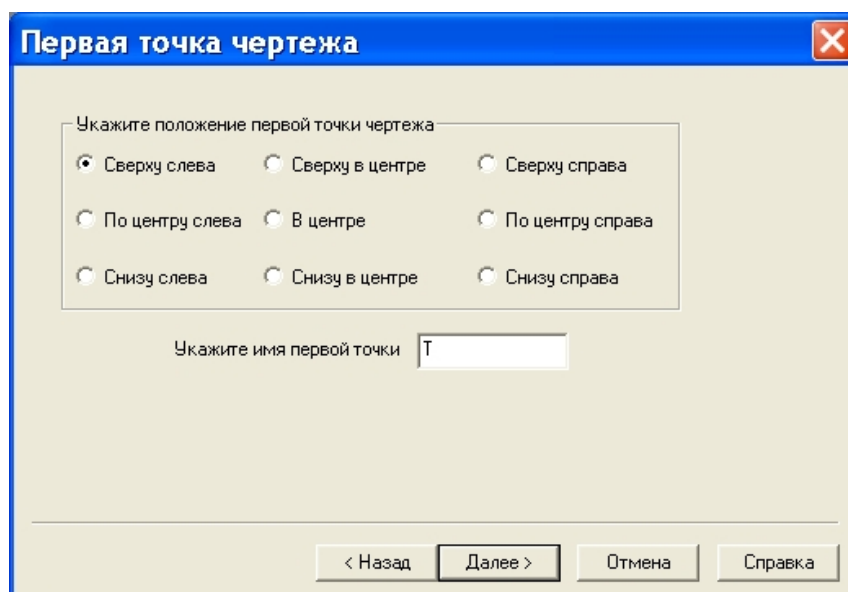 Первая точка чертежа
Укажите положение первой точки чертежа
Сверху слева Сверху в центре Сверху справа
По центру слева В центре По центру справа
Снизу слева Снизу в центре Снизу справа
Укажите имя первой точки Т
< Назад Далее > Отмена Справка